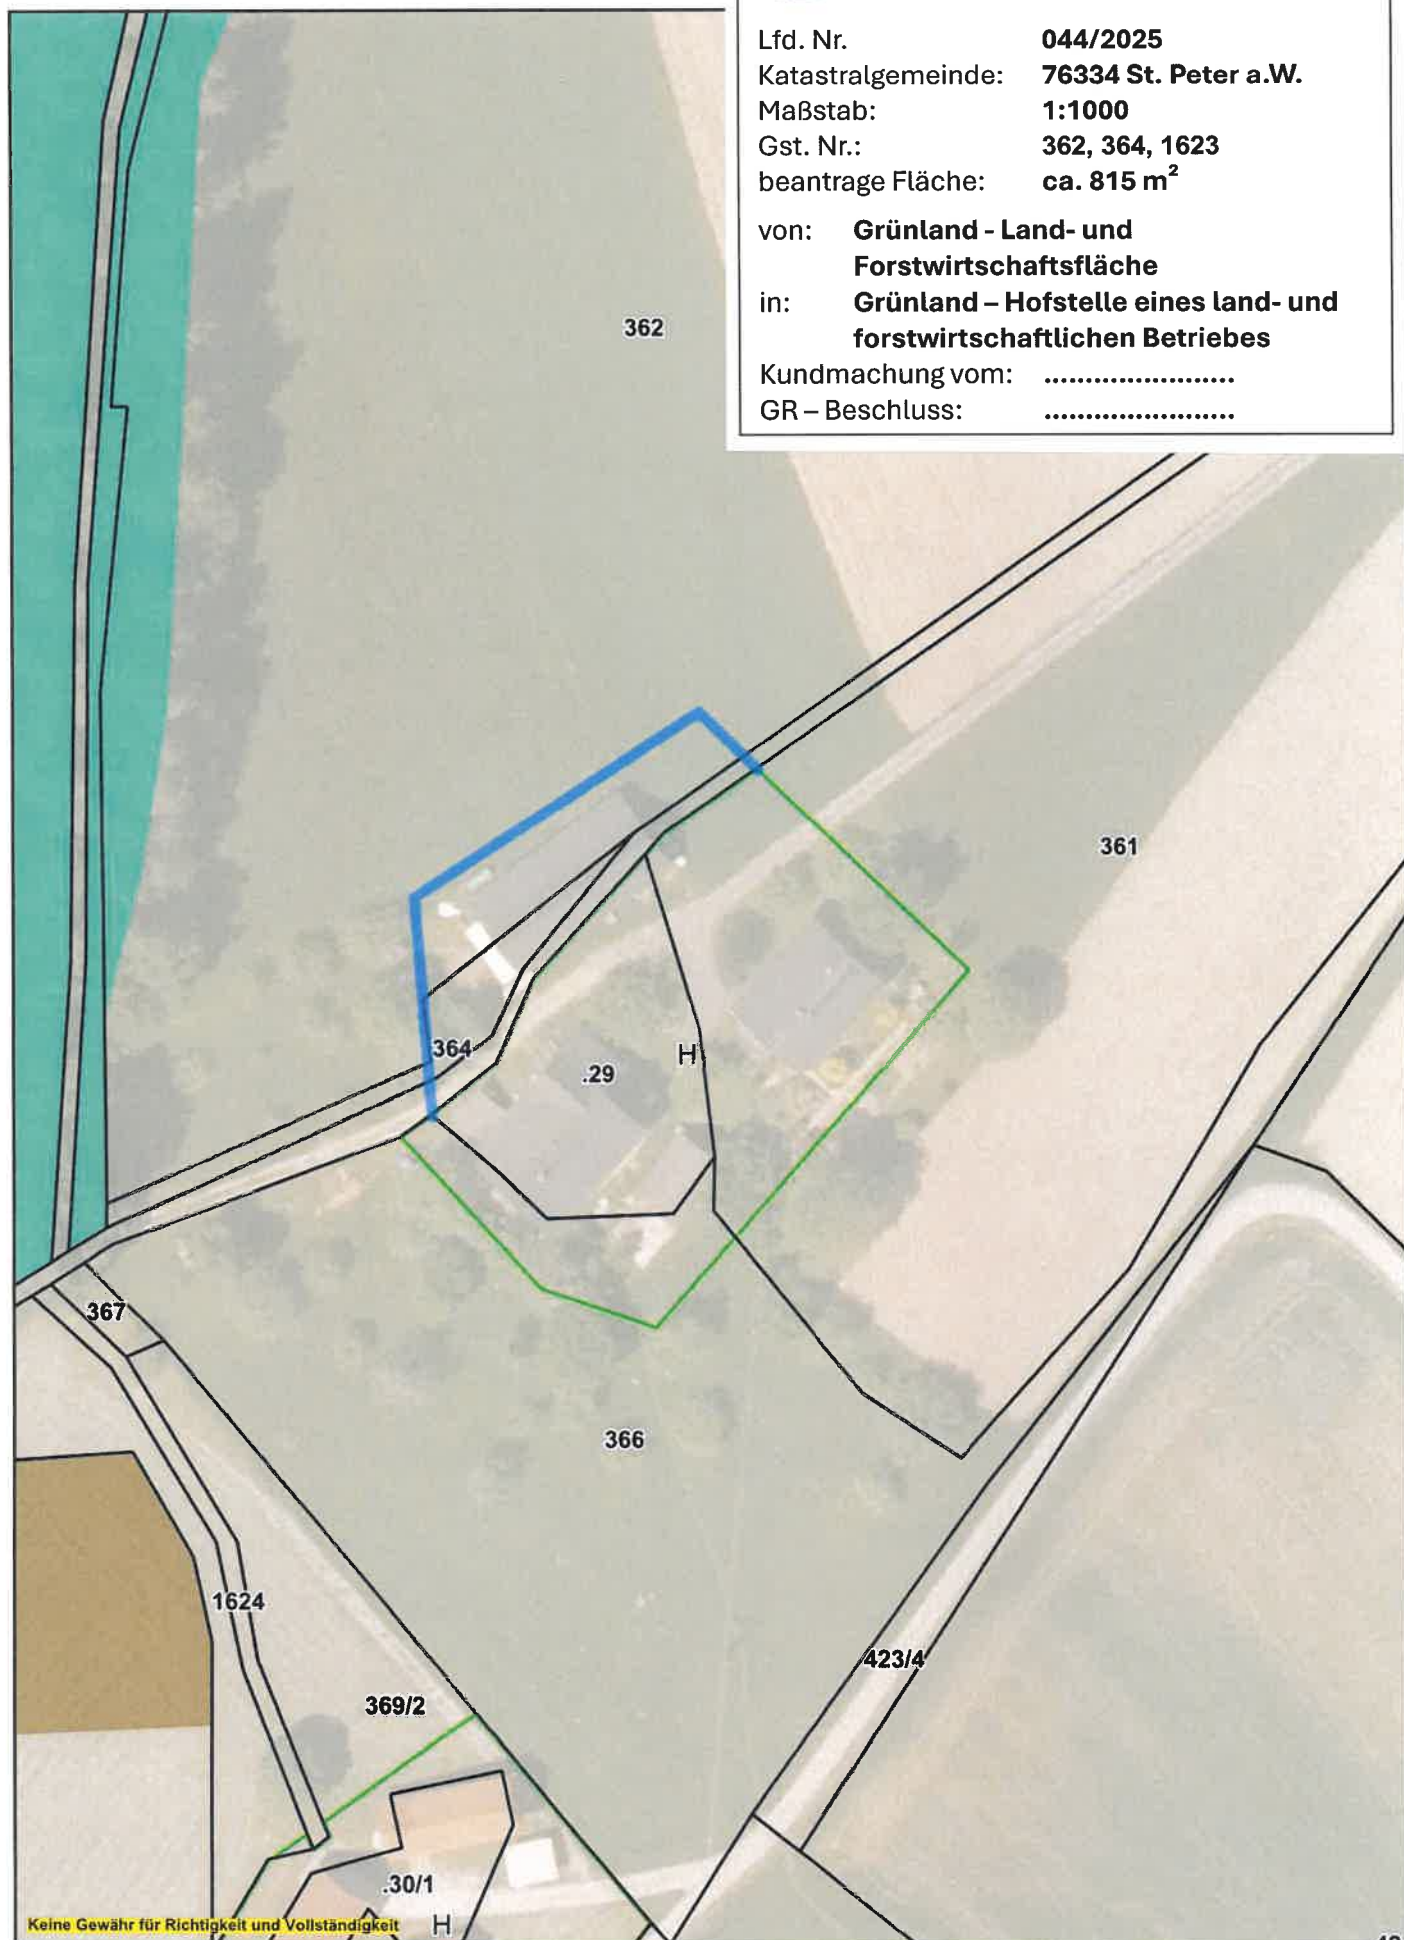 Lfd. Nr. 044/2025
Katastralgemeinde: 76334 St. Peter a.W.
Maßstab: 1:1000
Gst. Nr.: 362, 364, 1623
beantrage Fläche: ca. 815 m²
von: Grünland - Land- und
Forstwirtschaftsfläche
in: Grünland – Hofstelle eines land- und
forstwirtschaftlichen Betriebes
Kundmachung vom: .......................
GR – Beschluss: .......................
362
361
364
H
.29
367
366
1624
423/4
369/2
.30/1
Keine Gewähr für Richtigkeit und Vollständigkeit
H